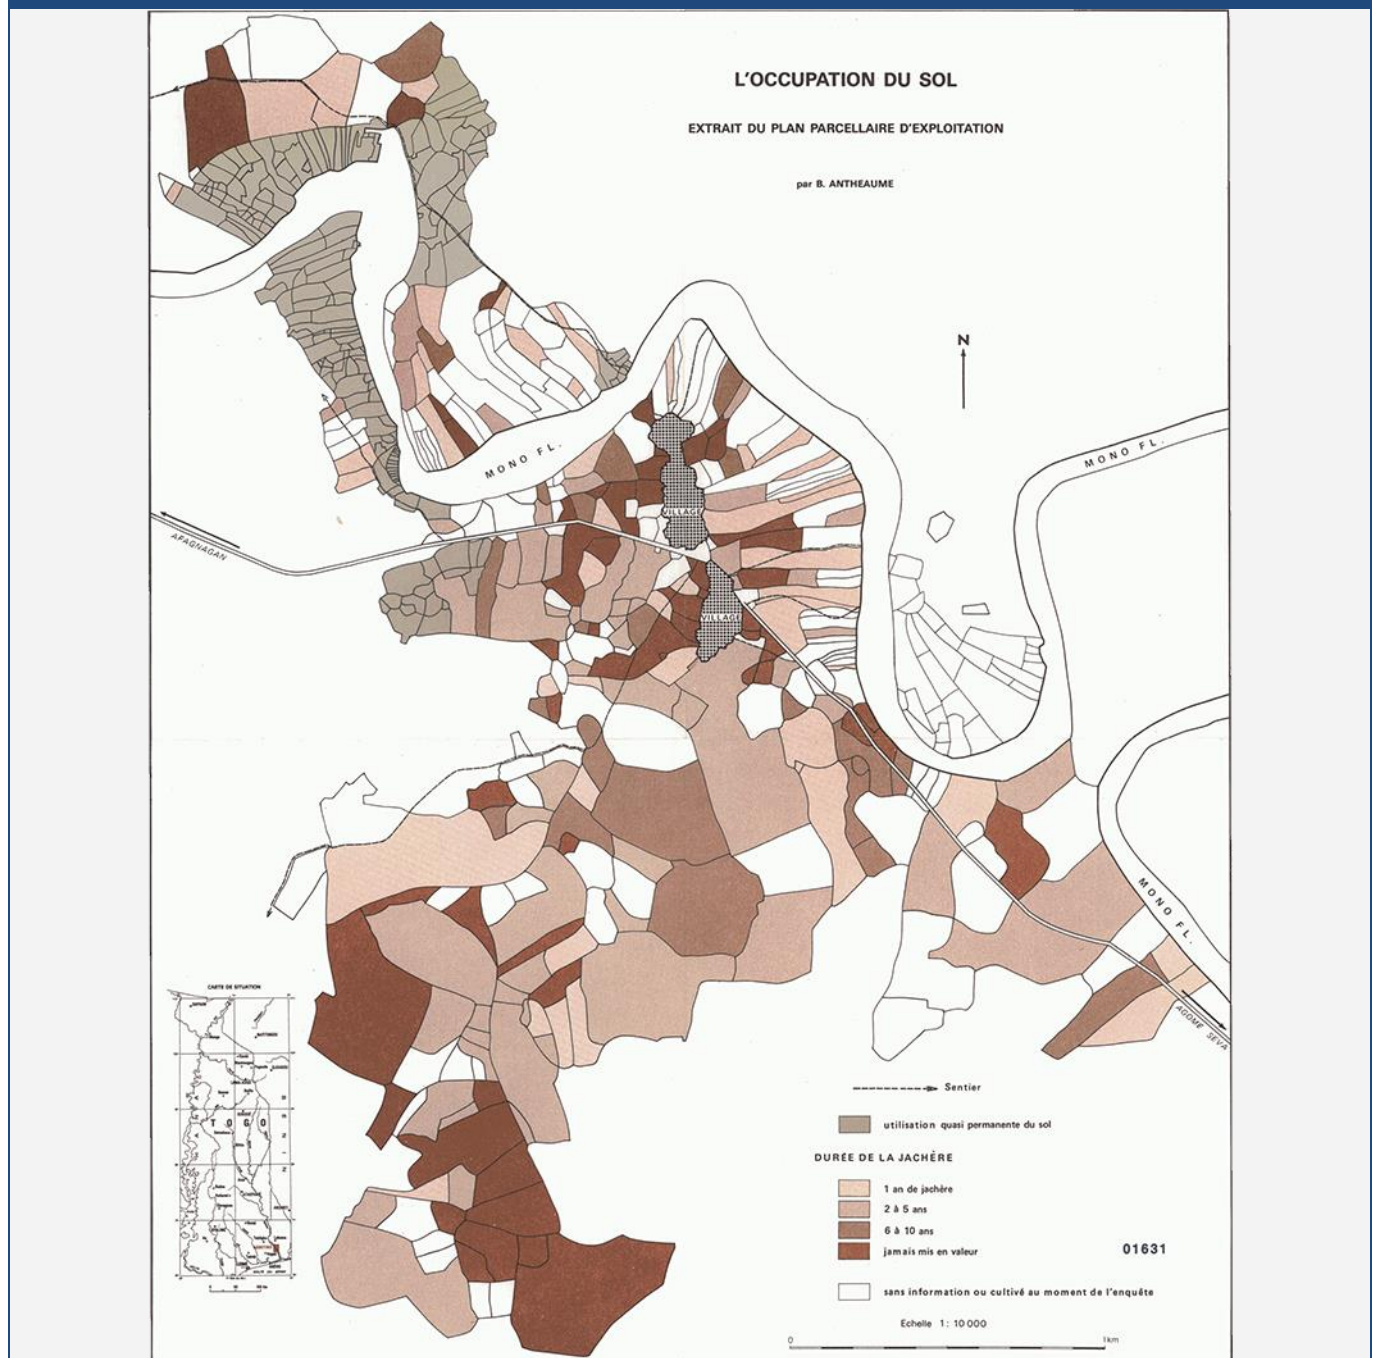 L'OCCUPATION DU SOL
EXTRAIT DU PLAN PARCELLAIRE D'EXPLOITATION
par B. ANTHEAUME
N
MONO FL.
MONO FL.
VILLAGE
AFAGNAGAN
VILLAGE
MONO FL.
AGOME SEVA
CARTE DE SITUATION
TOGO
Sentier
utilisation quasi permanente du sol
DURÉE DE LA JACHÈRE
1 an de jachère
2 à 5 ans
6 à 10 ans
jamais mis en valeur
01631
sans information ou cultivé au moment de l'enquête
Echelle 1: 10 000
0 1km